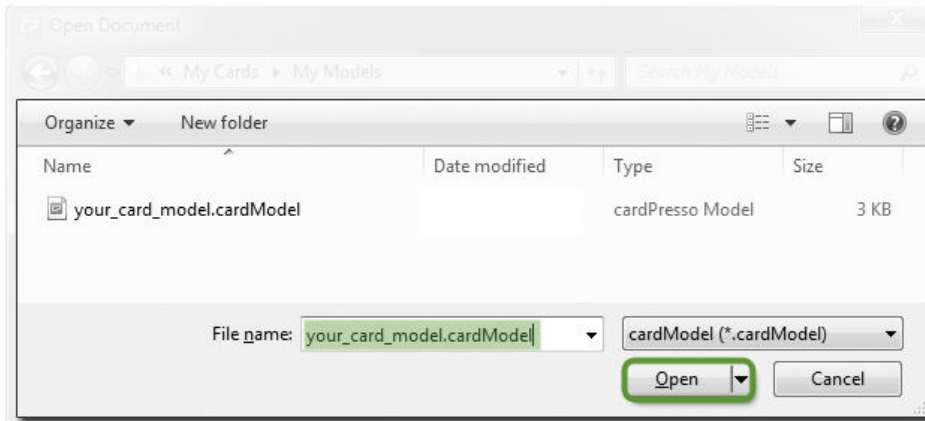 Open Document
« My Cards ▸ My Models Search My Models
Organize ▾ New folder
Name Date modified Type Size
your_card_model.cardModel cardPresso Model 3 KB
File name: your_card_model.cardModel cardModel (*.cardModel)
Open Cancel